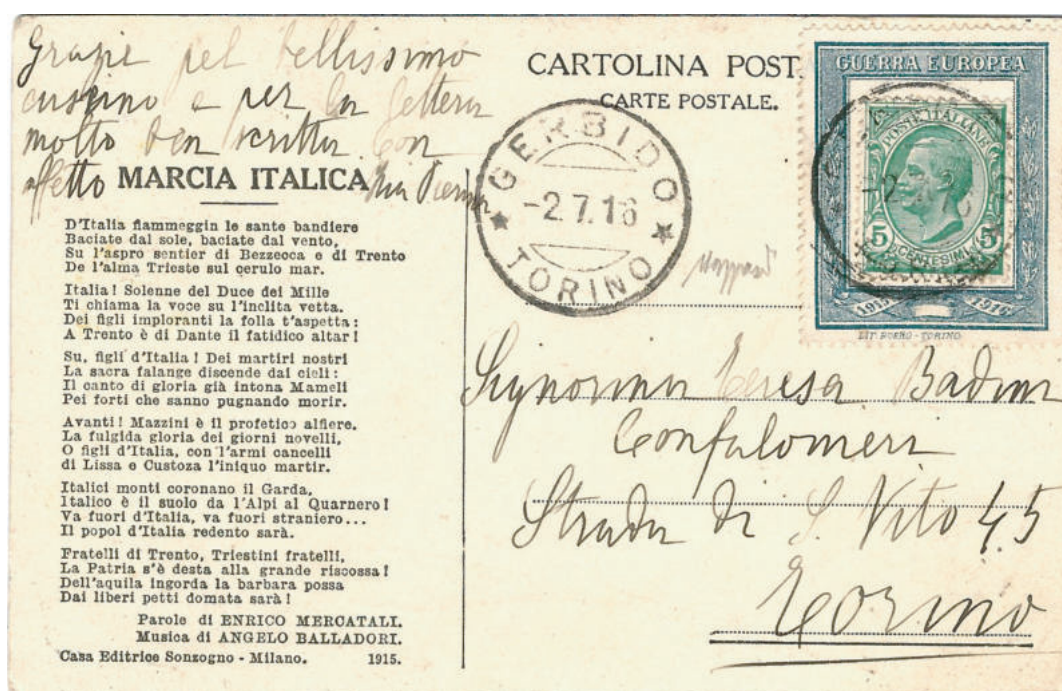 Grazie pel bellissimo
cuscino e per la lettera
molto ben scritta. Con
affetto
MARCIA ITALICA
D'Italia fiammeggin le sante bandiere
Baciate dal sole, baciate dal vento,
Su l'aspro sentier di Bezzecca e di Trento
De l'alma Trieste sul cerulo mar.
Italia! Solenne del Duce dei Mille
Ti chiama la voce su l'inclita vetta.
Dei figli imploranti la folla t'aspetta:
A Trento è di Dante il fatidico altar!
Su, figli d'Italia! Dei martiri nostri
La sacra falange discende dai cieli:
Il canto di gloria già intona Mameli
Pei forti che sanno pugnando morir.
Avanti! Mazzini è il profetico alfiere.
La fulgida gloria dei giorni novelli,
O figli d'Italia, con l'armi cancelli
di Lissa e Custoza l'iniquo martir.
Italici monti coronano il Garda,
Italico è il suolo da l'Alpi al Quarnero!
Va fuori d'Italia, va fuori straniero...
Il popol d'Italia redento sarà.
Fratelli di Trento, Triestini fratelli,
La Patria s'è desta alla grande riscossa!
Dell'aquila ingorda la barbara possa
Dai liberi petti domata sarà!
Parole di ENRICO MERCATALI.
Musica di ANGELO BALLADORI.
Casa Editrice Sonzogno - Milano. 1915.
CARTOLINA POST
CARTE POSTALE.
GERBIDO
-2.7.16
TORINO
GUERRA EUROPEA
POSTE ITALIANE
5 CENTESIMI 5
1915 1916
Signorina Teresa Badini
Confalonieri
Strada di S. Vito 45
Torino